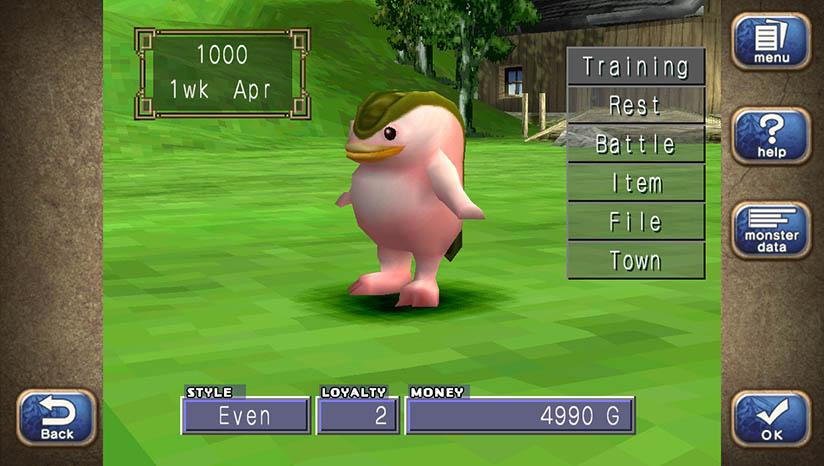 1000
1wk Apr
Training
Rest
Battle
Item
File
Town
menu
help
monster
data
STYLE
Even
LOYALTY
2
MONEY
4990 G
Back
OK